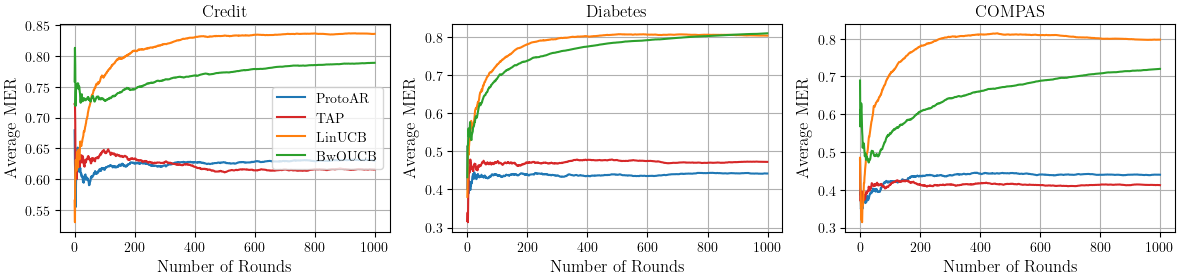 Credit
Average MER
0.85
0.80
0.75
0.70
0.65
0.60
0.55
0 200 400 600 800 1000
Number of Rounds
ProtoAR
TAP
LinUCB
BwOUCB
Diabetes
Average MER
0.8
0.7
0.6
0.5
0.4
0.3
0 200 400 600 800 1000
Number of Rounds
COMPAS
Average MER
0.8
0.7
0.6
0.5
0.4
0.3
0 200 400 600 800 1000
Number of Rounds